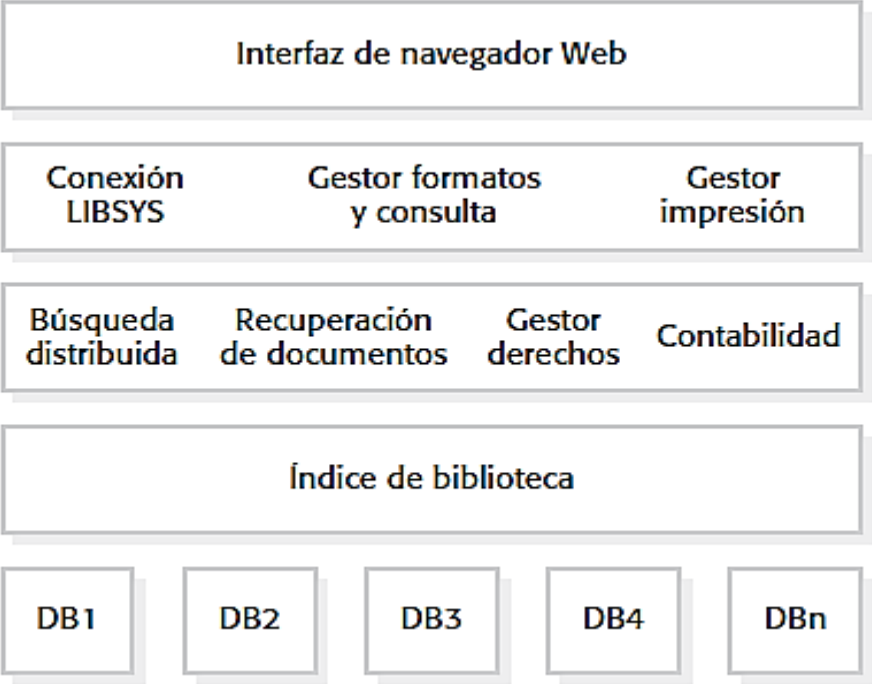 Interfaz de navegador Web
Conexión
LIBSYS
Gestor formatos
y consulta
Gestor
impresión
Búsqueda
distribuida
Recuperación
de documentos
Gestor
derechos
Contabilidad
Índice de biblioteca
DB1
DB2
DB3
DB4
DBn